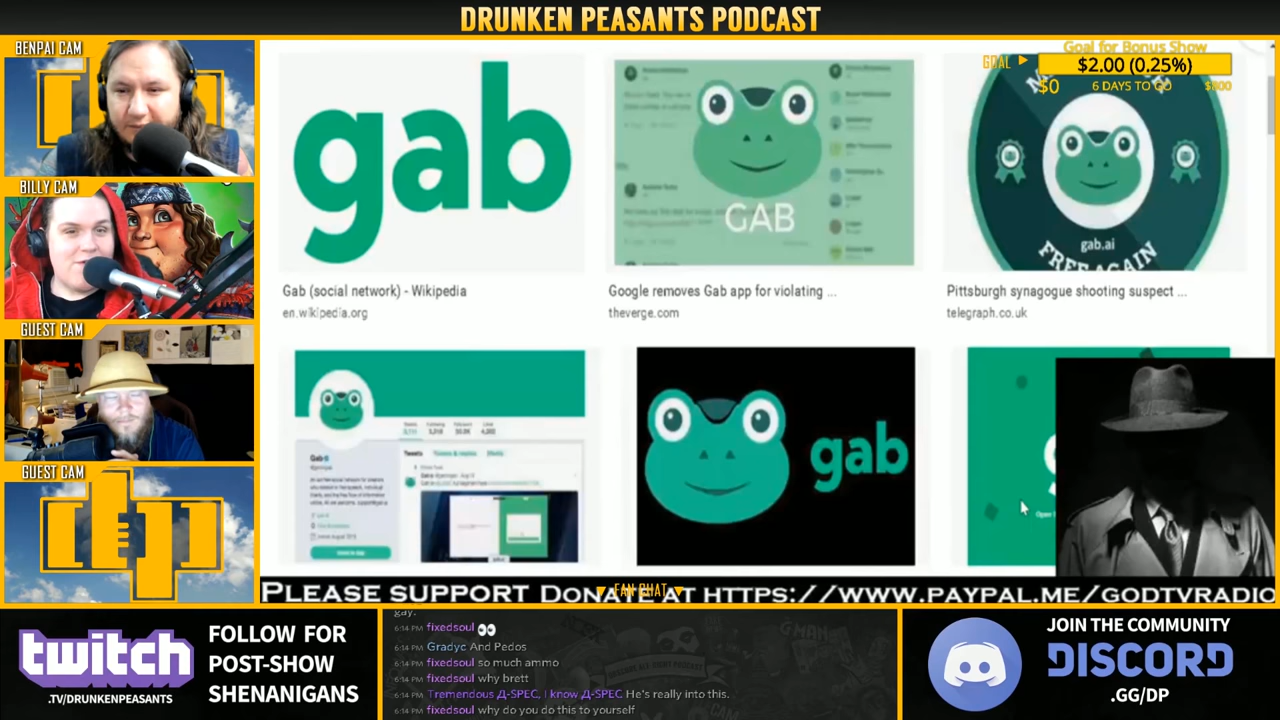 DRUNKEN PEASANTS PODCAST
BENPAI CAM
BILLY CAM
GUEST CAM
GUEST CAM
GOAL
Goal for Bonus Show
$2.00 (0.25%)
$0
6 DAYS TO GO
$800
gab
GAB
gab.ai
FREE AGAIN
Gab (social network) - Wikipedia
en.wikipedia.org
Google removes Gab app for violating ...
theverge.com
Pittsburgh synagogue shooting suspect ...
telegraph.co.uk
Gab
gab
PLEASE SUPPORT DONATE AT HTTPS://WWW.PAYPAL.ME/GODTVRADIO
FAN CHAT
twitch
.TV/DRUNKENPEASANTS
FOLLOW FOR
POST-SHOW
SHENANIGANS
gay.
6:14 PM fixedsoul 👀
6:14 PM Gradyc And Pedos
6:14 PM fixedsoul so much ammo
6:14 PM fixedsoul why brett
6:14 PM Tremendous Д-SPEC, I know Д-SPEC He's really into this.
6:14 PM fixedsoul why do you do this to yourself
JOIN THE COMMUNITY
DISCORD
.GG/DP